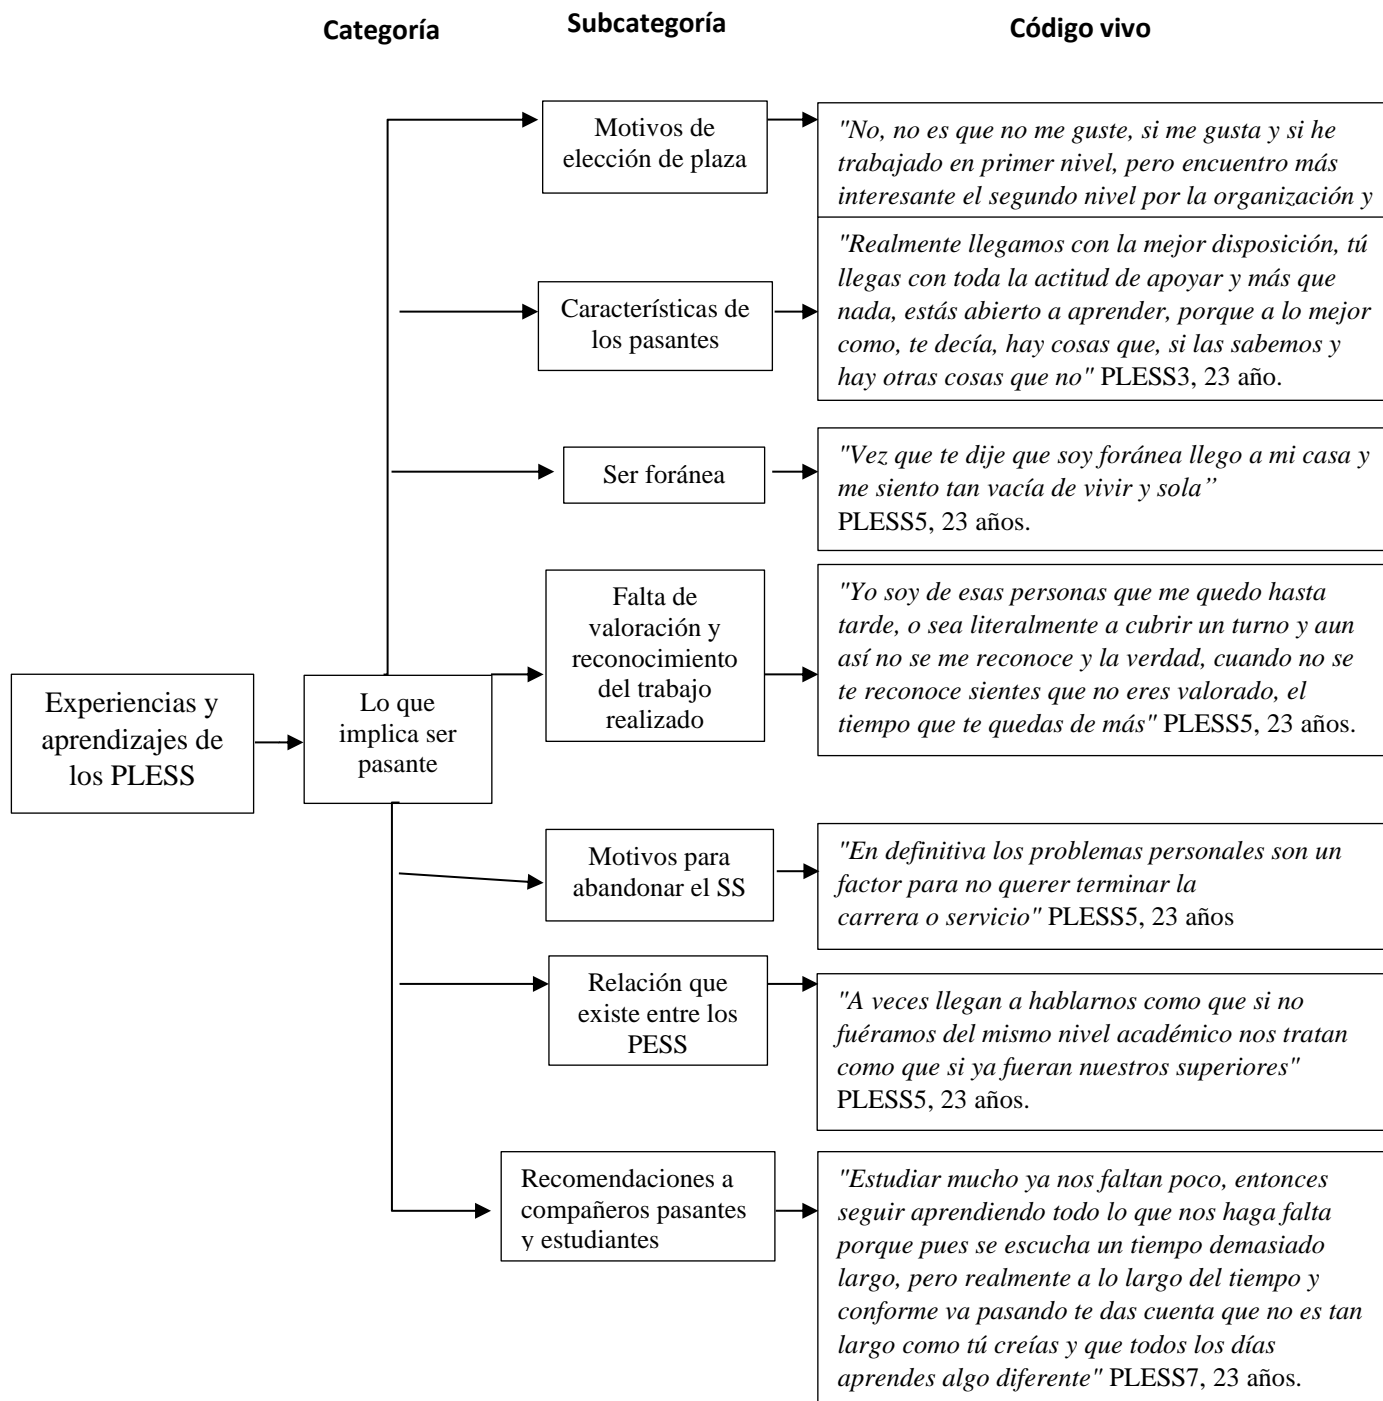 Categoría
Subcategoría
Código vivo
Motivos de
elección de plaza
"No, no es que no me guste, si me gusta y si he
trabajado en primer nivel, pero encuentro más
interesante el segundo nivel por la organización y
Características de
los pasantes
"Realmente llegamos con la mejor disposición, tú
llegas con toda la actitud de apoyar y más que
nada, estás abierto a aprender, porque a lo mejor
como, te decía, hay cosas que, si las sabemos y
hay otras cosas que no" PLESS3, 23 año.
Ser foránea
"Vez que te dije que soy foránea llego a mi casa y
me siento tan vacía de vivir y sola”
PLESS5, 23 años.
Falta de
valoración y
reconocimiento
del trabajo
realizado
"Yo soy de esas personas que me quedo hasta
tarde, o sea literalmente a cubrir un turno y aun
así no se me reconoce y la verdad, cuando no se
te reconoce sientes que no eres valorado, el
tiempo que te quedas de más" PLESS5, 23 años.
Experiencias y
aprendizajes de
los PLESS
Lo que
implica ser
pasante
Motivos para
abandonar el SS
"En definitiva los problemas personales son un
factor para no querer terminar la
carrera o servicio" PLESS5, 23 años
Relación que
existe entre los
PESS
"A veces llegan a hablarnos como que si no
fuéramos del mismo nivel académico nos tratan
como que si ya fueran nuestros superiores"
PLESS5, 23 años.
Recomendaciones a
compañeros pasantes
y estudiantes
"Estudiar mucho ya nos faltan poco, entonces
seguir aprendiendo todo lo que nos haga falta
porque pues se escucha un tiempo demasiado
largo, pero realmente a lo largo del tiempo y
conforme va pasando te das cuenta que no es tan
largo como tú creías y que todos los días
aprendes algo diferente" PLESS7, 23 años.